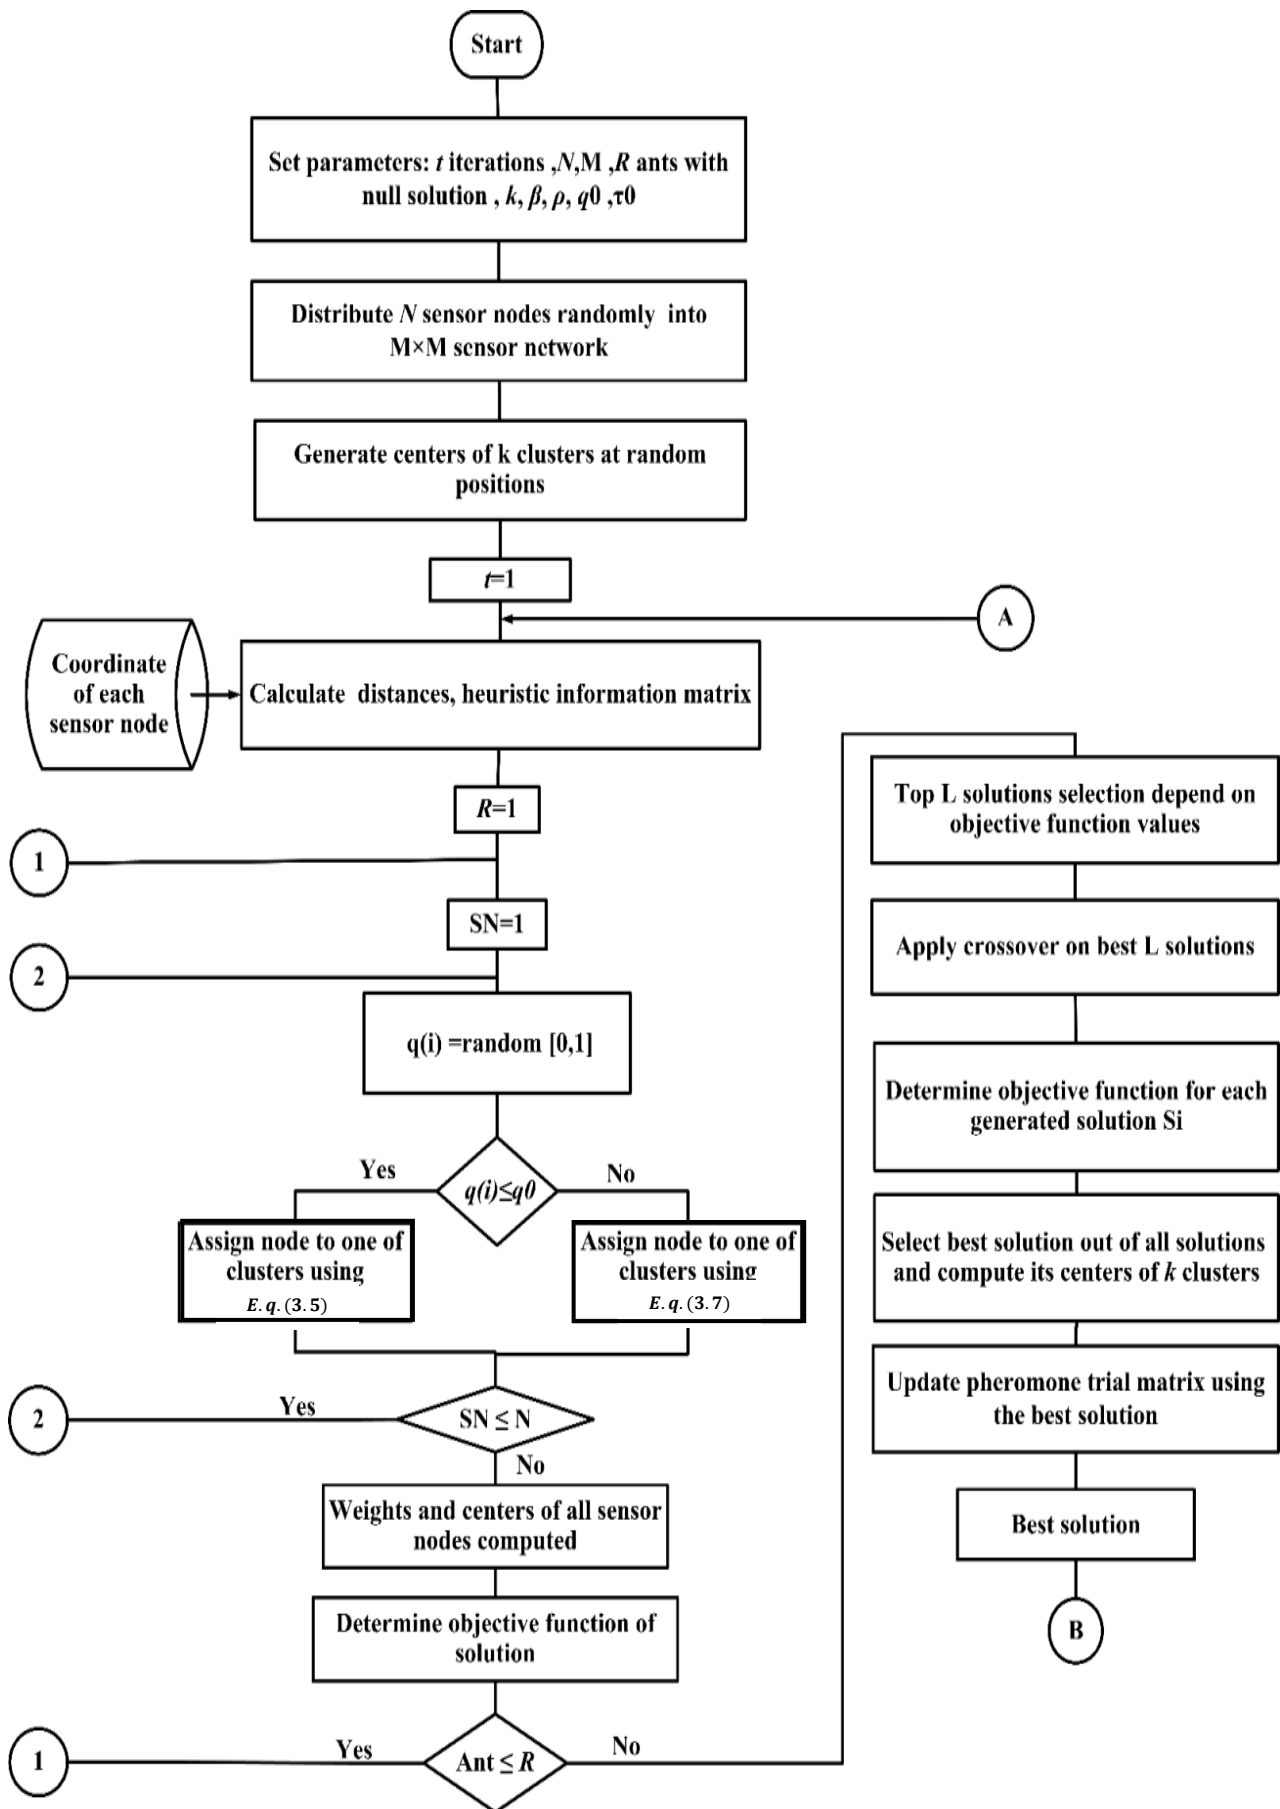 Start
Set parameters: t iterations ,N,M ,R ants with
null solution , k, β, ρ, q0 ,τ0
Distribute N sensor nodes randomly into
M×M sensor network
Generate centers of k clusters at random
positions
t=1
A
Coordinate
of each
sensor node
Calculate distances, heuristic information matrix
R=1
1
SN=1
2
q(i) =random [0,1]
q(i)≤q0
Yes
No
Assign node to one of
clusters using
E.q.(3.5)
Assign node to one of
clusters using
E.q.(3.7)
2
Yes
SN ≤ N
No
Weights and centers of all sensor
nodes computed
Determine objective function of
solution
1
Yes
Ant ≤ R
No
Top L solutions selection depend on
objective function values
Apply crossover on best L solutions
Determine objective function for each
generated solution Si
Select best solution out of all solutions
and compute its centers of k clusters
Update pheromone trial matrix using
the best solution
Best solution
B